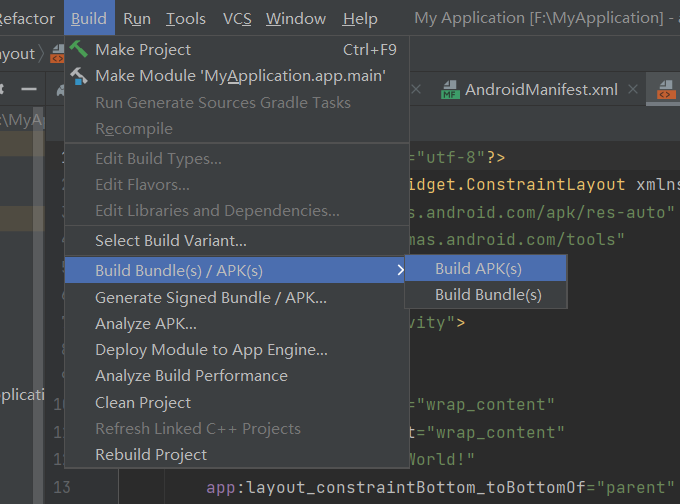 Refactor Build Run Tools VCS Window Help My Application [F:\MyApplication] - a
ayout
Make Project Ctrl+F9
Make Module 'MyApplication.app.main'
AndroidManifest.xml
Run Generate Sources Gradle Tasks
:\MyAp
Recompile
1 ="utf-8"?>
Edit Build Types...
2 idget.ConstraintLayout xmlns
Edit Flavors...
s.android.com/apk/res-auto"
Edit Libraries and Dependencies...
mas.android.com/tools"
Select Build Variant...
Build Bundle(s) / APK(s)
Build APK(s)
Generate Signed Bundle / APK...
Build Bundle(s)
Analyze APK...
vity">
Deploy Module to App Engine...
Analyze Build Performance
plicatio
10 ="wrap_content"
Clean Project
11 t="wrap_content"
Refresh Linked C++ Projects
12 World!"
Rebuild Project
13 app:layout_constraintBottom_toBottomOf="parent"